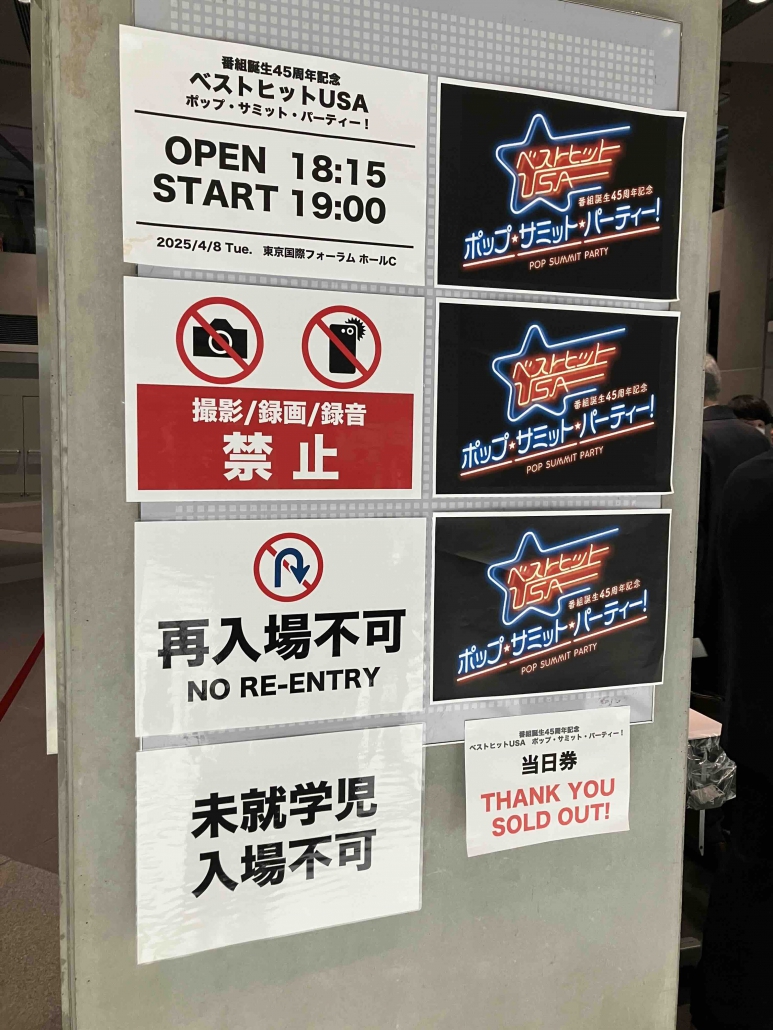 番組誕生45周年記念
ベストヒットUSA
ポップ・サミット・パーティー！
OPEN 18:15
START 19:00
2025/4/8 Tue. 東京国際フォーラム ホールC
撮影/録画/録音
禁止
再入場不可
NO RE-ENTRY
未就学児
入場不可
ベストヒット
USA
番組誕生45周年記念
ポップ★サミット★パーティー!
POP SUMMIT PARTY
ベストヒット
USA
番組誕生45周年記念
ポップ★サミット★パーティー!
POP SUMMIT PARTY
ベストヒット
USA
番組誕生45周年記念
ポップ★サミット★パーティー!
POP SUMMIT PARTY
番組誕生45周年記念
ベストヒットUSA ポップ・サミット・パーティー！
当日券
THANK YOU
SOLD OUT!